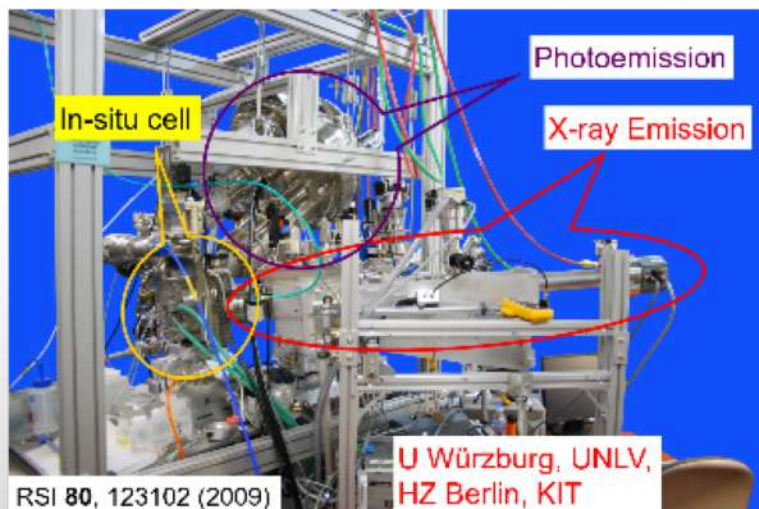 Photoemission
In-situ cell
X-ray Emission
U Würzburg, UNLV,
HZ Berlin, KIT
RSI 80, 123102 (2009)